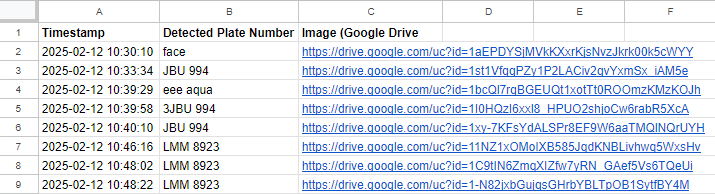 A B C D E F
1 Timestamp Detected Plate Number Image (Google Drive
2 2025-02-12 10:30:10 face https://drive.google.com/uc?id=1aEPDYSjMVkKXxrKjsNvzJkrk00k5cWYY
3 2025-02-12 10:33:34 JBU 994 https://drive.google.com/uc?id=1st1VfgqPZy1P2LACiv2qvYxmSx_iAM5e
4 2025-02-12 10:39:29 eee aqua https://drive.google.com/uc?id=1bcQI7rqBGEUQt1xotTt0ROOmzKMzKOJh
5 2025-02-12 10:39:58 3JBU 994 https://drive.google.com/uc?id=1I0HQzI6xxI8_HPUO2shjoCw6rabR5XcA
6 2025-02-12 10:40:10 JBU 994 https://drive.google.com/uc?id=1xy-7KFsYdALSPr8EF9W6aaTMQINQrUYH
7 2025-02-12 10:46:16 LMM 8923 https://drive.google.com/uc?id=11NZ1xOMoIXB585JqdKNBLivhwq5WxsHv
8 2025-02-12 10:48:02 LMM 8923 https://drive.google.com/uc?id=1C9tIN6ZmqXIZfw7yRN_GAef5Vs6TQeUi
9 2025-02-12 10:48:22 LMM 8923 https://drive.google.com/uc?id=1-N82jxbGujgsGHrbYBLTpOB1SytfBY4M